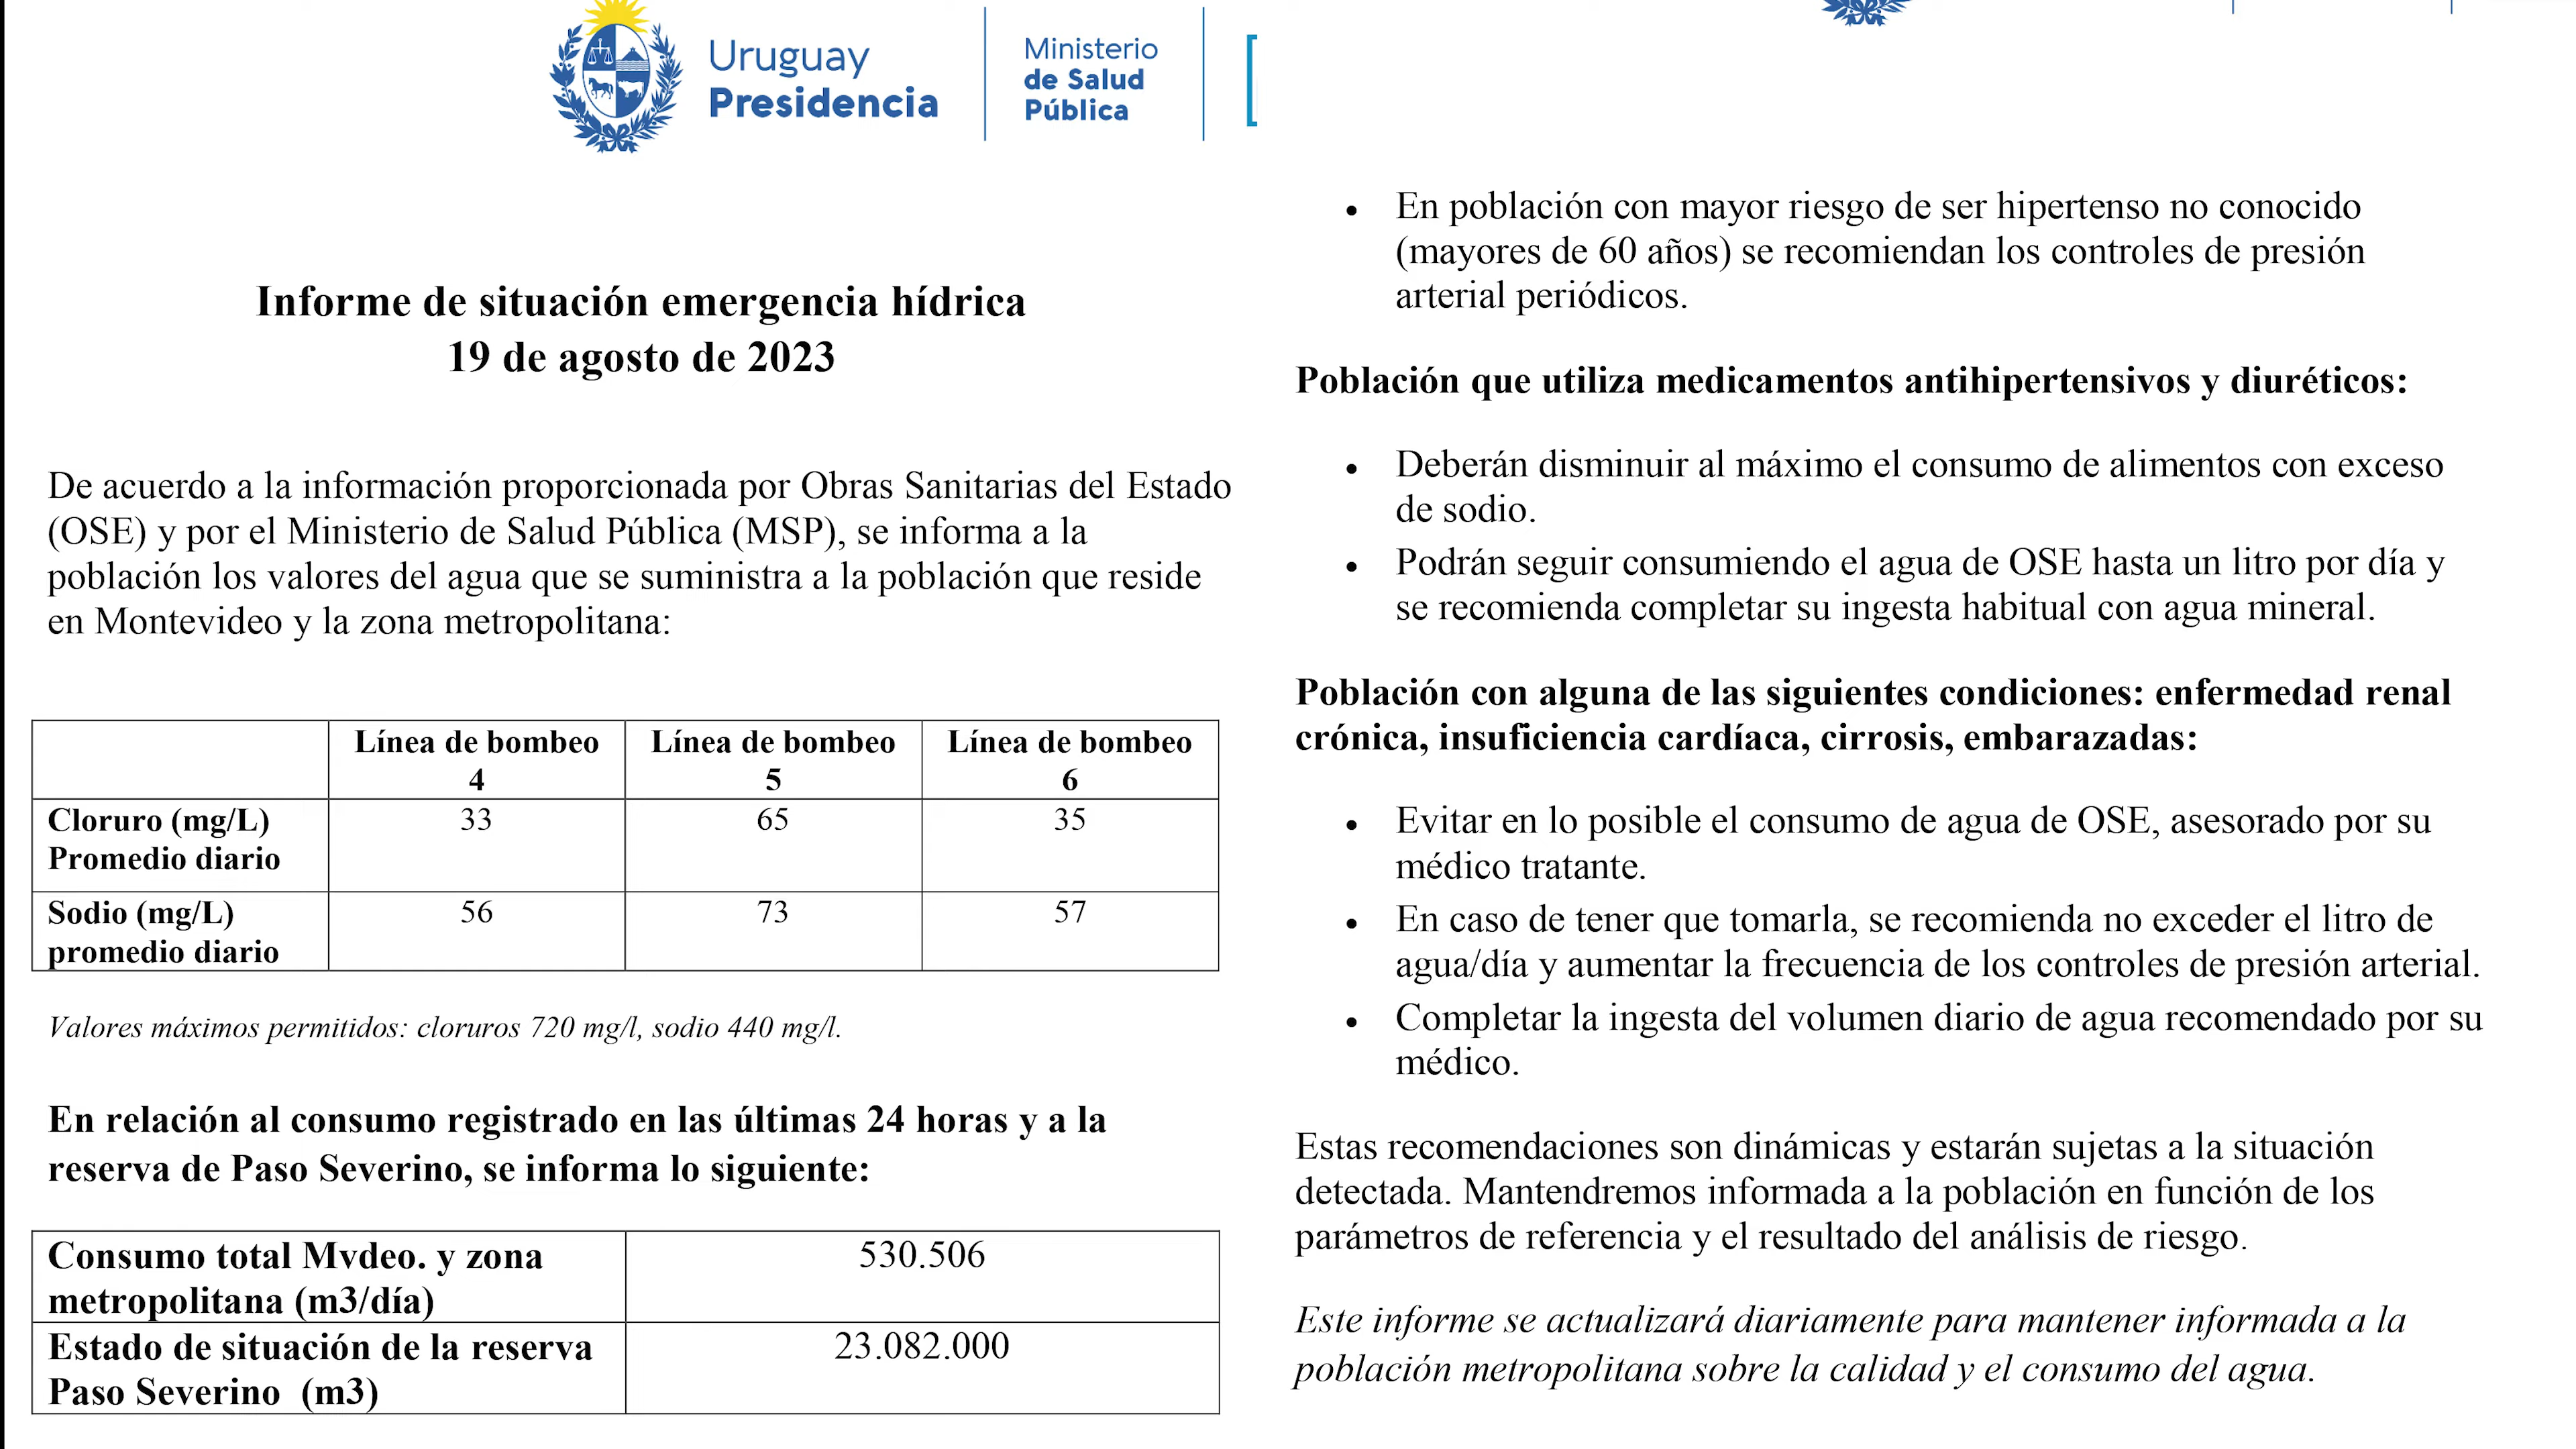 Uruguay
Presidencia
Ministerio
de Salud
Pública
Informe de situación emergencia hídrica
19 de agosto de 2023
De acuerdo a la información proporcionada por Obras Sanitarias del Estado
(OSE) y por el Ministerio de Salud Pública (MSP), se informa a la
población los valores del agua que se suministra a la población que reside
en Montevideo y la zona metropolitana:
Línea de bombeo Línea de bombeo Línea de bombeo
4 5 6
Cloruro (mg/L) 33 65 35
Promedio diario
Sodio (mg/L) 56 73 57
promedio diario
Valores máximos permitidos: cloruros 720 mg/l, sodio 440 mg/l.
En relación al consumo registrado en las últimas 24 horas y a la
reserva de Paso Severino, se informa lo siguiente:
Consumo total Mvdeo. y zona 530.506
metropolitana (m3/día)
Estado de situación de la reserva 23.082.000
Paso Severino (m3)
• En población con mayor riesgo de ser hipertenso no conocido
(mayores de 60 años) se recomiendan los controles de presión
arterial periódicos.
Población que utiliza medicamentos antihipertensivos y diuréticos:
• Deberán disminuir al máximo el consumo de alimentos con exceso
de sodio.
• Podrán seguir consumiendo el agua de OSE hasta un litro por día y
se recomienda completar su ingesta habitual con agua mineral.
Población con alguna de las siguientes condiciones: enfermedad renal
crónica, insuficiencia cardíaca, cirrosis, embarazadas:
• Evitar en lo posible el consumo de agua de OSE, asesorado por su
médico tratante.
• En caso de tener que tomarla, se recomienda no exceder el litro de
agua/día y aumentar la frecuencia de los controles de presión arterial.
• Completar la ingesta del volumen diario de agua recomendado por su
médico.
Estas recomendaciones son dinámicas y estarán sujetas a la situación
detectada. Mantendremos informada a la población en función de los
parámetros de referencia y el resultado del análisis de riesgo.
Este informe se actualizará diariamente para mantener informada a la
población metropolitana sobre la calidad y el consumo del agua.